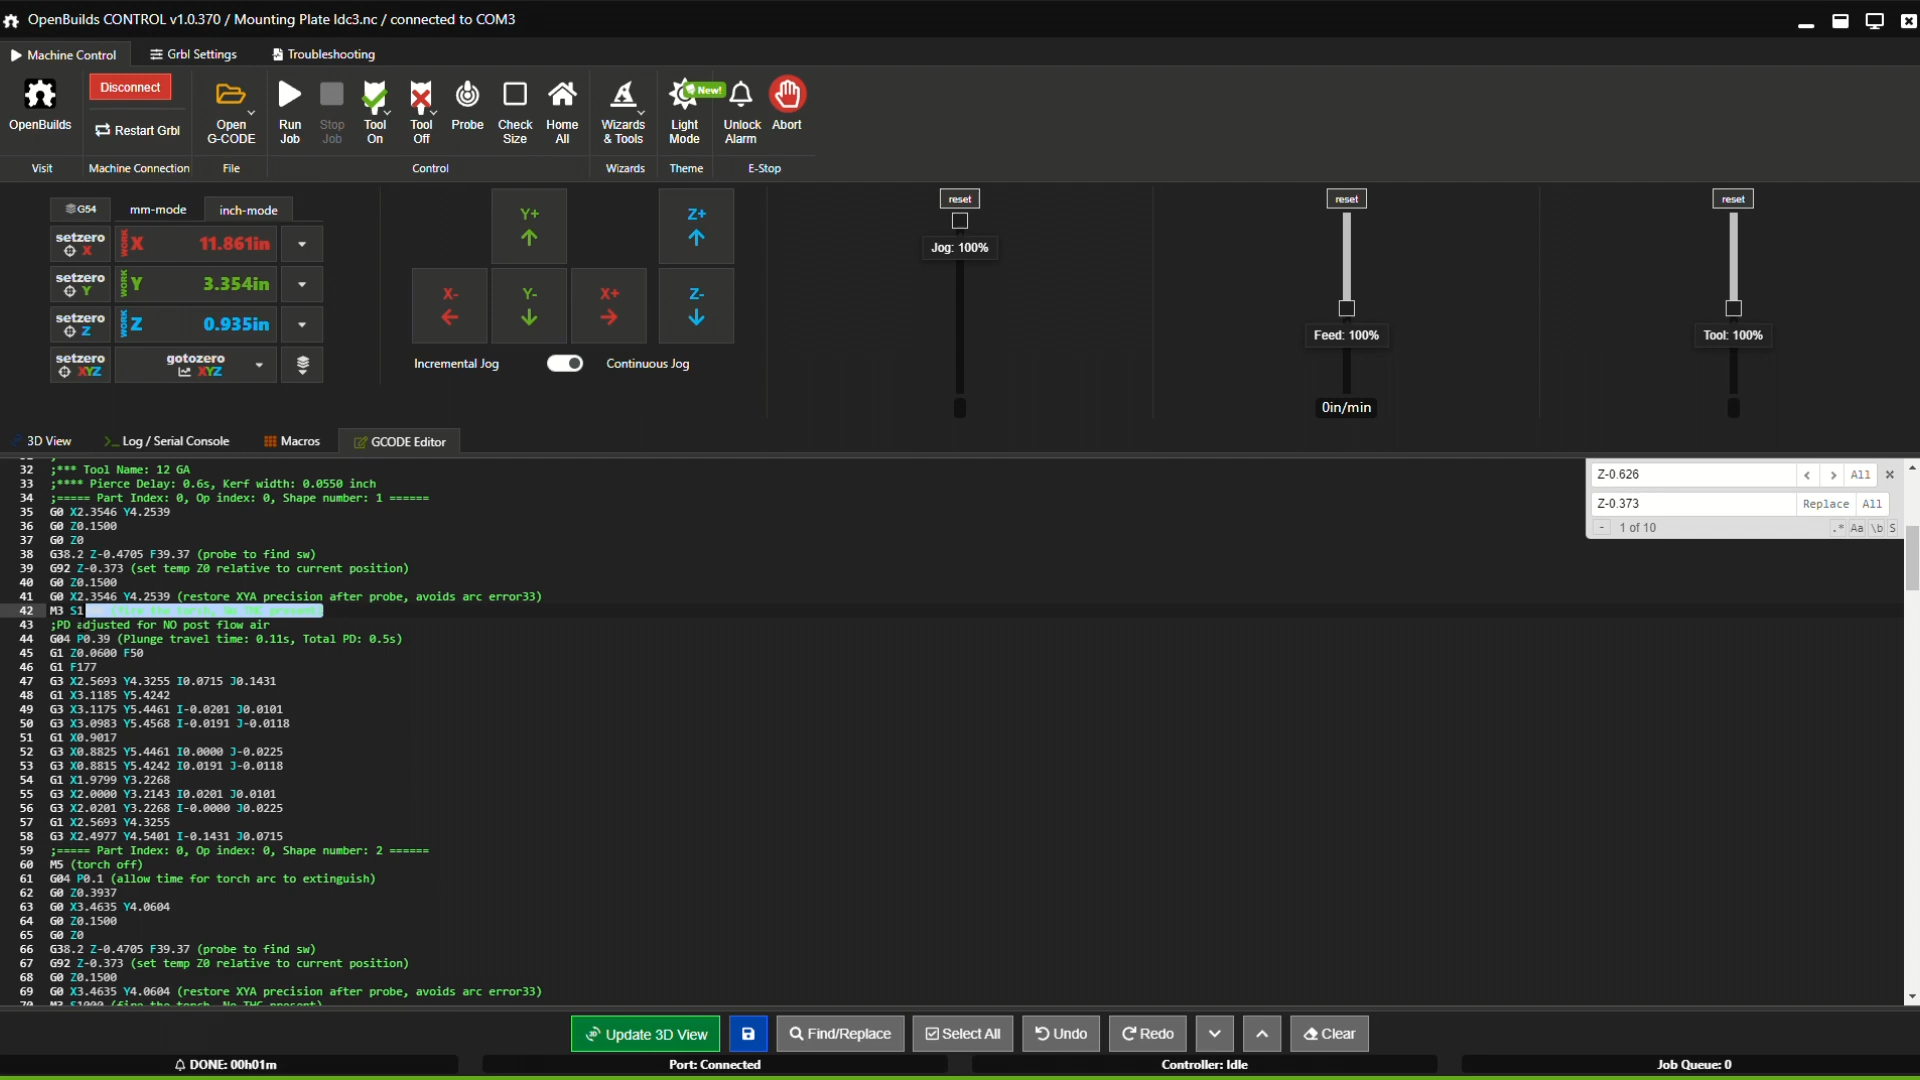 OpenBuilds CONTROL v1.0.370 / Mounting Plate ldc3.nc / connected to COM3
Machine Control
Grbl Settings
Troubleshooting
OpenBuilds
Visit
Disconnect
Restart Grbl
Machine Connection
Open
G-CODE
File
Run
Job
Stop
Job
Tool
On
Tool
Off
Probe
Check
Size
Home
All
Control
Wizards
& Tools
Wizards
New!
Light
Mode
Theme
Unlock
Alarm
Abort
E-Stop
G54
mm-mode
inch-mode
setzero
X
WORK X 11.861in
setzero
Y
WORK Y 3.354in
setzero
Z
WORK Z 0.935in
setzero
XYZ
gotozero
XYZ
Y+
Z+
X-
Y-
X+
Z-
Incremental Jog
Continuous Jog
reset
Jog: 100%
reset
Feed: 100%
0in/min
reset
Tool: 100%
3D View
Log / Serial Console
Macros
GCODE Editor
32 ;*** Tool Name: 12 GA
33 ;**** Pierce Delay: 0.6s, Kerf width: 0.0550 inch
34 ;===== Part Index: 0, Op index: 0, Shape number: 1 ======
35 G0 X2.3546 Y4.2539
36 G0 Z0.1500
37 G0 Z0
38 G38.2 Z-0.4705 F39.37 (probe to find sw)
39 G92 Z-0.373 (set temp Z0 relative to current position)
40 G0 Z0.1500
41 G0 X2.3546 Y4.2539 (restore XYA precision after probe, avoids arc error33)
42 M3 S1 (fire the torch, No THC present)
43 ;PD adjusted for NO post flow air
44 G04 P0.39 (Plunge travel time: 0.11s, Total PD: 0.5s)
45 G1 Z0.0600 F50
46 G1 F177
47 G3 X2.5693 Y4.3255 I0.0715 J0.1431
48 G1 X3.1185 Y5.4242
49 G3 X3.1175 Y5.4461 I-0.0201 J0.0101
50 G3 X3.0983 Y5.4568 I-0.0191 J-0.0118
51 G1 X0.9017
52 G3 X0.8825 Y5.4461 I0.0000 J-0.0225
53 G3 X0.8815 Y5.4242 I0.0191 J-0.0118
54 G1 X1.9799 Y3.2268
55 G3 X2.0000 Y3.2143 I0.0201 J0.0101
56 G3 X2.0201 Y3.2268 I-0.0000 J0.0225
57 G1 X2.5693 Y4.3255
58 G3 X2.4977 Y4.5401 I-0.1431 J0.0715
59 ;===== Part Index: 0, Op index: 0, Shape number: 2 ======
60 M5 (torch off)
61 G04 P0.1 (allow time for torch arc to extinguish)
62 G0 Z0.3937
63 G0 X3.4635 Y4.0604
64 G0 Z0.1500
65 G0 Z0
66 G38.2 Z-0.4705 F39.37 (probe to find sw)
67 G92 Z-0.373 (set temp Z0 relative to current position)
68 G0 Z0.1500
69 G0 X3.4635 Y4.0604 (restore XYA precision after probe, avoids arc error33)
70 M3 S1000 (fire the torch, No THC present)
Z-0.626
All
Z-0.373
Replace
All
- 1 of 10
.* Aa \b S
Update 3D View
Find/Replace
Select All
Undo
Redo
Clear
DONE: 00h01m
Port: Connected
Controller: Idle
Job Queue: 0